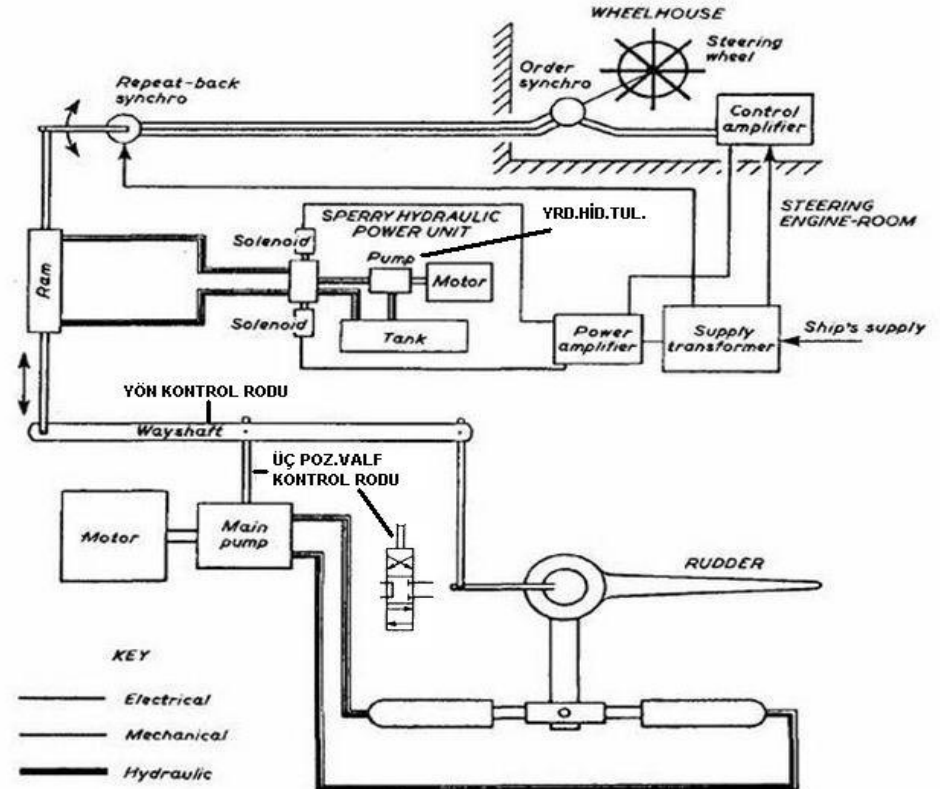 WHEELHOUSE
Steering
wheel
Order
synchro
Repeat-back
synchro
Control
amplifier
STEERING
ENGINE-ROOM
SPERRY HYDRAULIC
POWER UNIT
YRD.HİD.TUL.
Solenoid
Pump
Motor
Ram
Solenoid
Tank
Power
amplifier
Supply
transformer
Ship's supply
YÖN KONTROL RODU
Wayshaft
ÜÇ POZ.VALF
KONTROL RODU
Motor
Main
pump
RUDDER
KEY
Electrical
Mechanical
Hydraulic